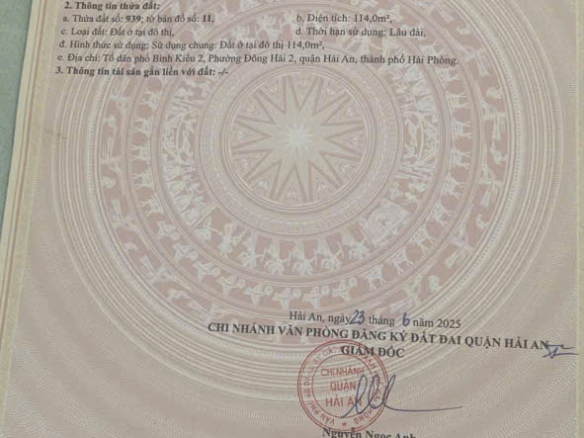 2. Thông tin thửa đất:
a. Thửa đất số: 939; tờ bản đồ số: 11, b. Diện tích: 114,0m²,
c. Loại đất: Đất ở tại đô thị, d. Thời hạn sử dụng: Lâu dài,
đ. Hình thức sử dụng: Sử dụng chung: Đất ở tại đô thị 114,0m²,
e. Địa chỉ: Tổ dân phố Bình Kiều 2, Phường Đông Hải 2, quận Hải An, thành phố Hải Phòng.
3. Thông tin tài sản gắn liền với đất: -/-
Hải An, ngày 23 tháng 6 năm 2025
CHI NHÁNH VĂN PHÒNG ĐĂNG KÝ ĐẤT ĐAI QUẬN HẢI AN
GIÁM ĐỐC
CHI NHÁNH
QUẬN
HẢI AN
Nguyễn Ngọc Anh